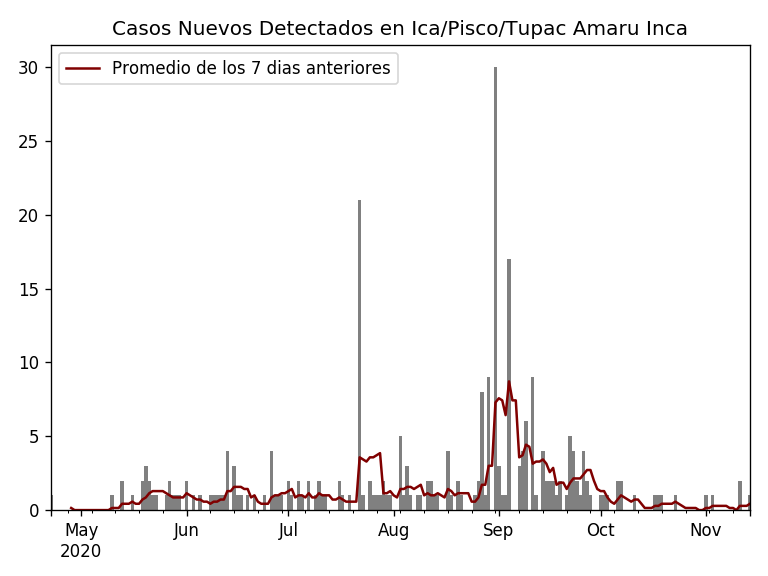 Casos Nuevos Detectados en Ica/Pisco/Tupac Amaru Inca
Promedio de los 7 dias anteriores
30
25
20
15
10
5
0
May Jun Jul Aug Sep Oct Nov
2020